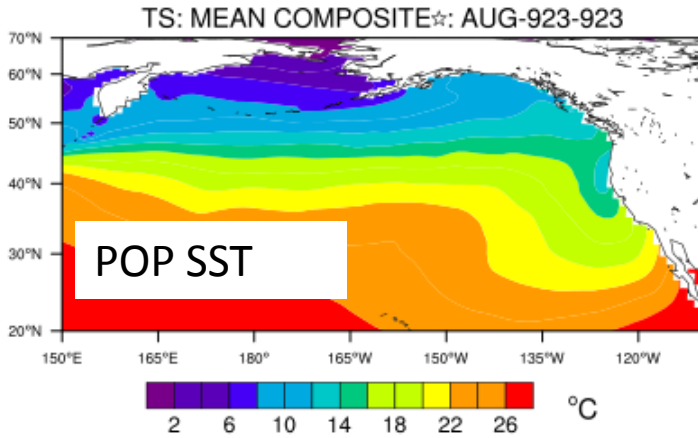 TS: MEAN COMPOSITE☆: AUG-923-923
70°N
60°N
50°N
40°N
30°N
20°N
POP SST
150°E 165°E 180° 165°W 150°W 135°W 120°W
2 6 10 14 18 22 26 °C